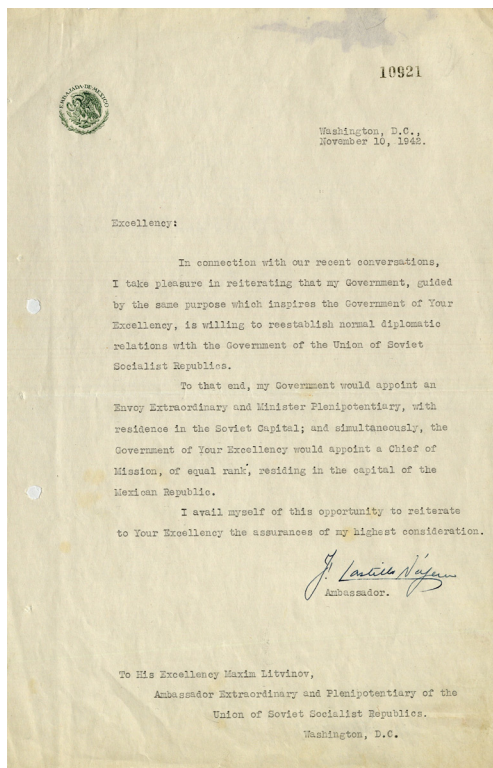 10921
EMBAJADA DE MEXICO
Washington, D.C.,
November 10, 1942.
Excellency:
In connection with our recent conversations,
I take pleasure in reiterating that my Government, guided
by the same purpose which inspires the Government of Your
Excellency, is willing to reestablish normal diplomatic
relations with the Government of the Union of Soviet
Socialist Republics.
To that end, my Government would appoint an
Envoy Extraordinary and Minister Plenipotentiary, with
residence in the Soviet Capital; and simultaneously, the
Government of Your Excellency would appoint a Chief of
Mission, of equal rank, residing in the capital of the
Mexican Republic.
I avail myself of this opportunity to reiterate
to Your Excellency the assurances of my highest consideration.
F. Castillo Nájera
Ambassador.
To His Excellency Maxim Litvinov,
Ambassador Extraordinary and Plenipotentiary of the
Union of Soviet Socialist Republics.
Washington, D.C.